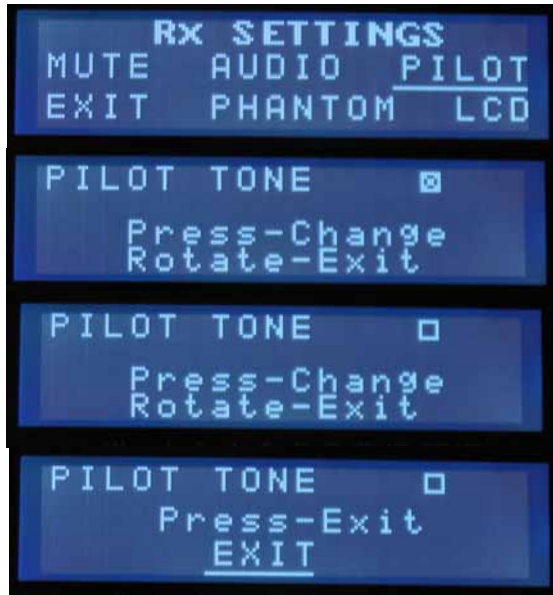 Rx SETTINGS
MUTE AUDIO PILOT
EXIT PHANTOM LCD
PILOT TONE
Press-Change
Rotate-Exit
PILOT TONE
Press-Change
Rotate-Exit
PILOT TONE
Press-Exit
EXIT